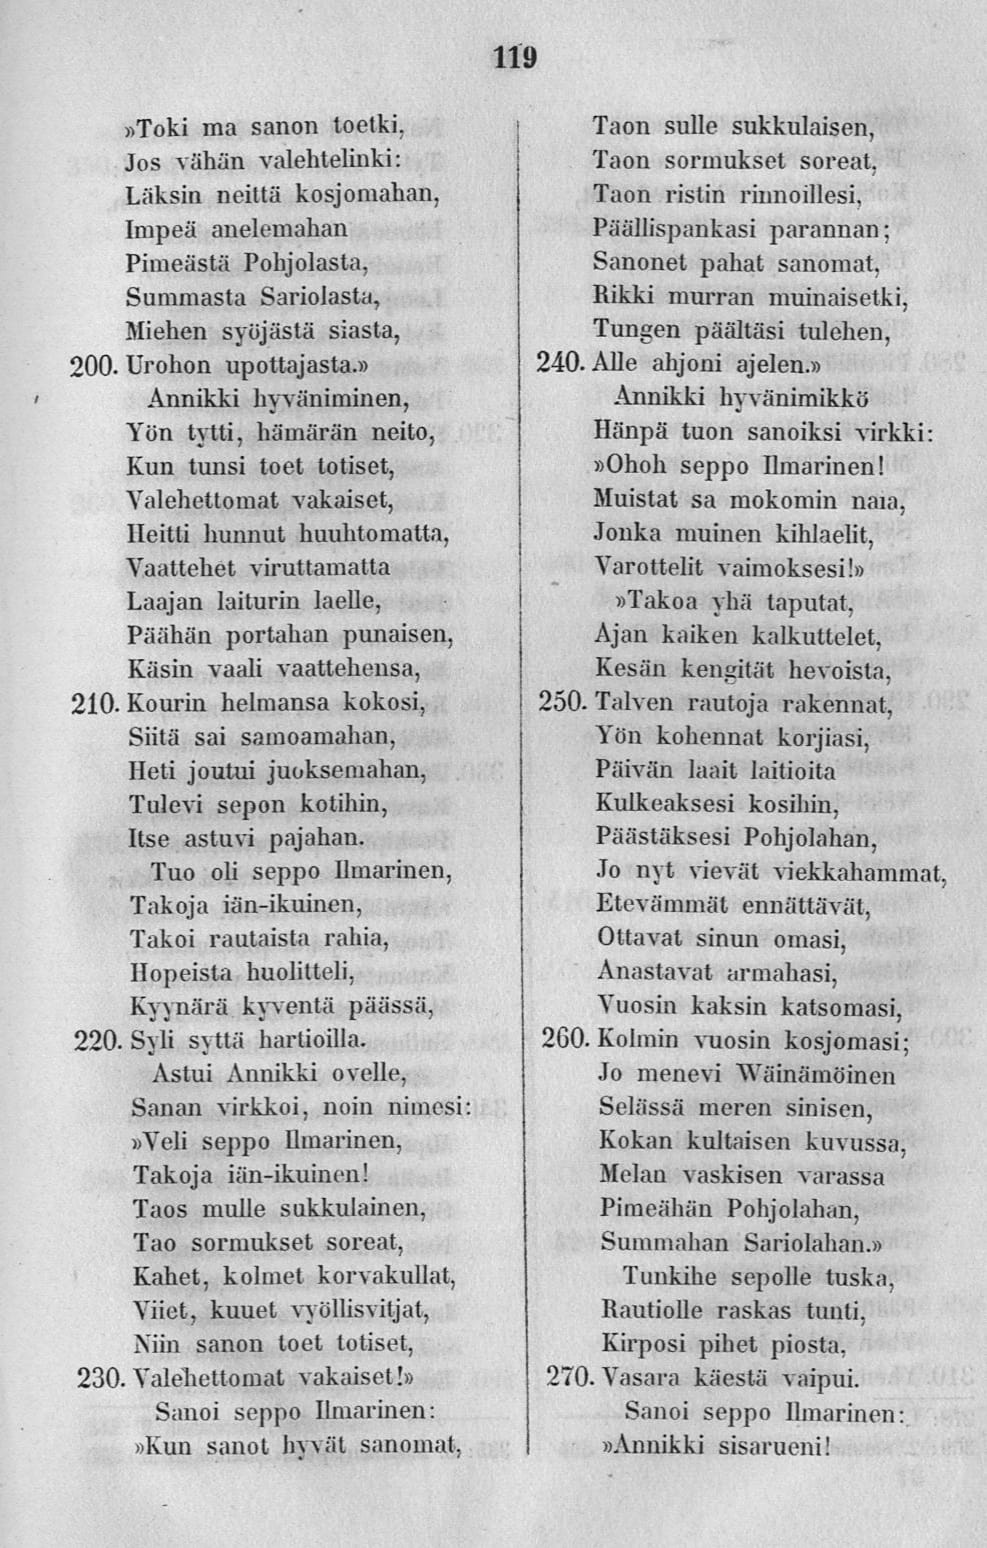 119
»Toki ma sanon toetki,
Jos vähän valehtelinki:
Läksin neittä kosjomahan,
Impeä anelemahan
Pimeästä Pohjolasta,
Summasta Sariolasta,
Miehen syöjästä siasta,
200. Urohon upottajasta.»
Annikki hyväniminen,
Yön tytti, hämärän neito,
Kun tunsi toet totiset,
Valehettomat vakaiset,
Heitti hunnut huuhtomatta,
Vaattehet viruttamatta
Laajan laiturin laelle,
Päähän portahan punaisen,
Käsin vaali vaattehensa,
210. Kourin helmansa kokosi,
Siitä sai samoamahan,
Heti joutui juoksemahan,
Tulevi sepon kotihin,
Itse astuvi pajahan.
Tuo oli seppo Ilmarinen,
Takoja iän-ikuinen,
Takoi rautaista rahia,
Hopeista huolitteli,
Kyynärä kyventä päässä,
220. Syli syttä hartioilla.
Astui Annikki ovelle,
Sanan virkkoi, noin nimesi:
»Veli seppo Ilmarinen,
Takoja iän-ikuinen!
Taos mulle sukkulainen,
Tao sormukset soreat,
Kahet, kolmet korvakullat,
Viiet, kuuet vyöllisvitjat,
Niin sanon toet totiset,
230. Valehettomat vakaiset!»
Sanoi seppo Ilmarinen:
»Kun sanot hyvät sanomat,
Taon sulle sukkulaisen,
Taon sormukset soreat,
Taon ristin rinnoillesi,
Päällispankasi parannan;
Sanonet pahat sanomat,
Rikki murran muinaisetki,
Tungen päältäsi tulehen,
240. Alle ahjoni ajelen.»
Annikki hyvänimikkö
Hänpä tuon sanoiksi virkki:
»Ohoh seppo Ilmarinen!
Muistat sa mokomin naia,
Jonka muinen kihlaelit,
Varottelit vaimoksesi!»
»Takoa yhä taputat,
Ajan kaiken kalkuttelet,
Kesän kengität hevoista,
250. Talven rautoja rakennat,
Yön kohennat korjiasi,
Päivän laait laitioita
Kulkeaksesi kosihin,
Päästäksesi Pohjolahan,
Jo nyt vievät viekkahammat,
Etevämmät ennättävät,
Ottavat sinun omasi,
Anastavat armahasi,
Vuosin kaksin katsomasi,
260. Kolmin vuosin kosjomasi;
Jo menevi Wäinämöinen
Selässä meren sinisen,
Kokan kultaisen kuvussa,
Melan vaskisen varassa
Pimeähän Pohjolahan,
Summahan Sariolahan.»
Tunkihe sepolle tuska,
Rautiolle raskas tunti,
Kirposi pihet piosta,
270. Vasara käestä vaipui.
Sanoi seppo Ilmarinen:
»Annikki sisarueni!